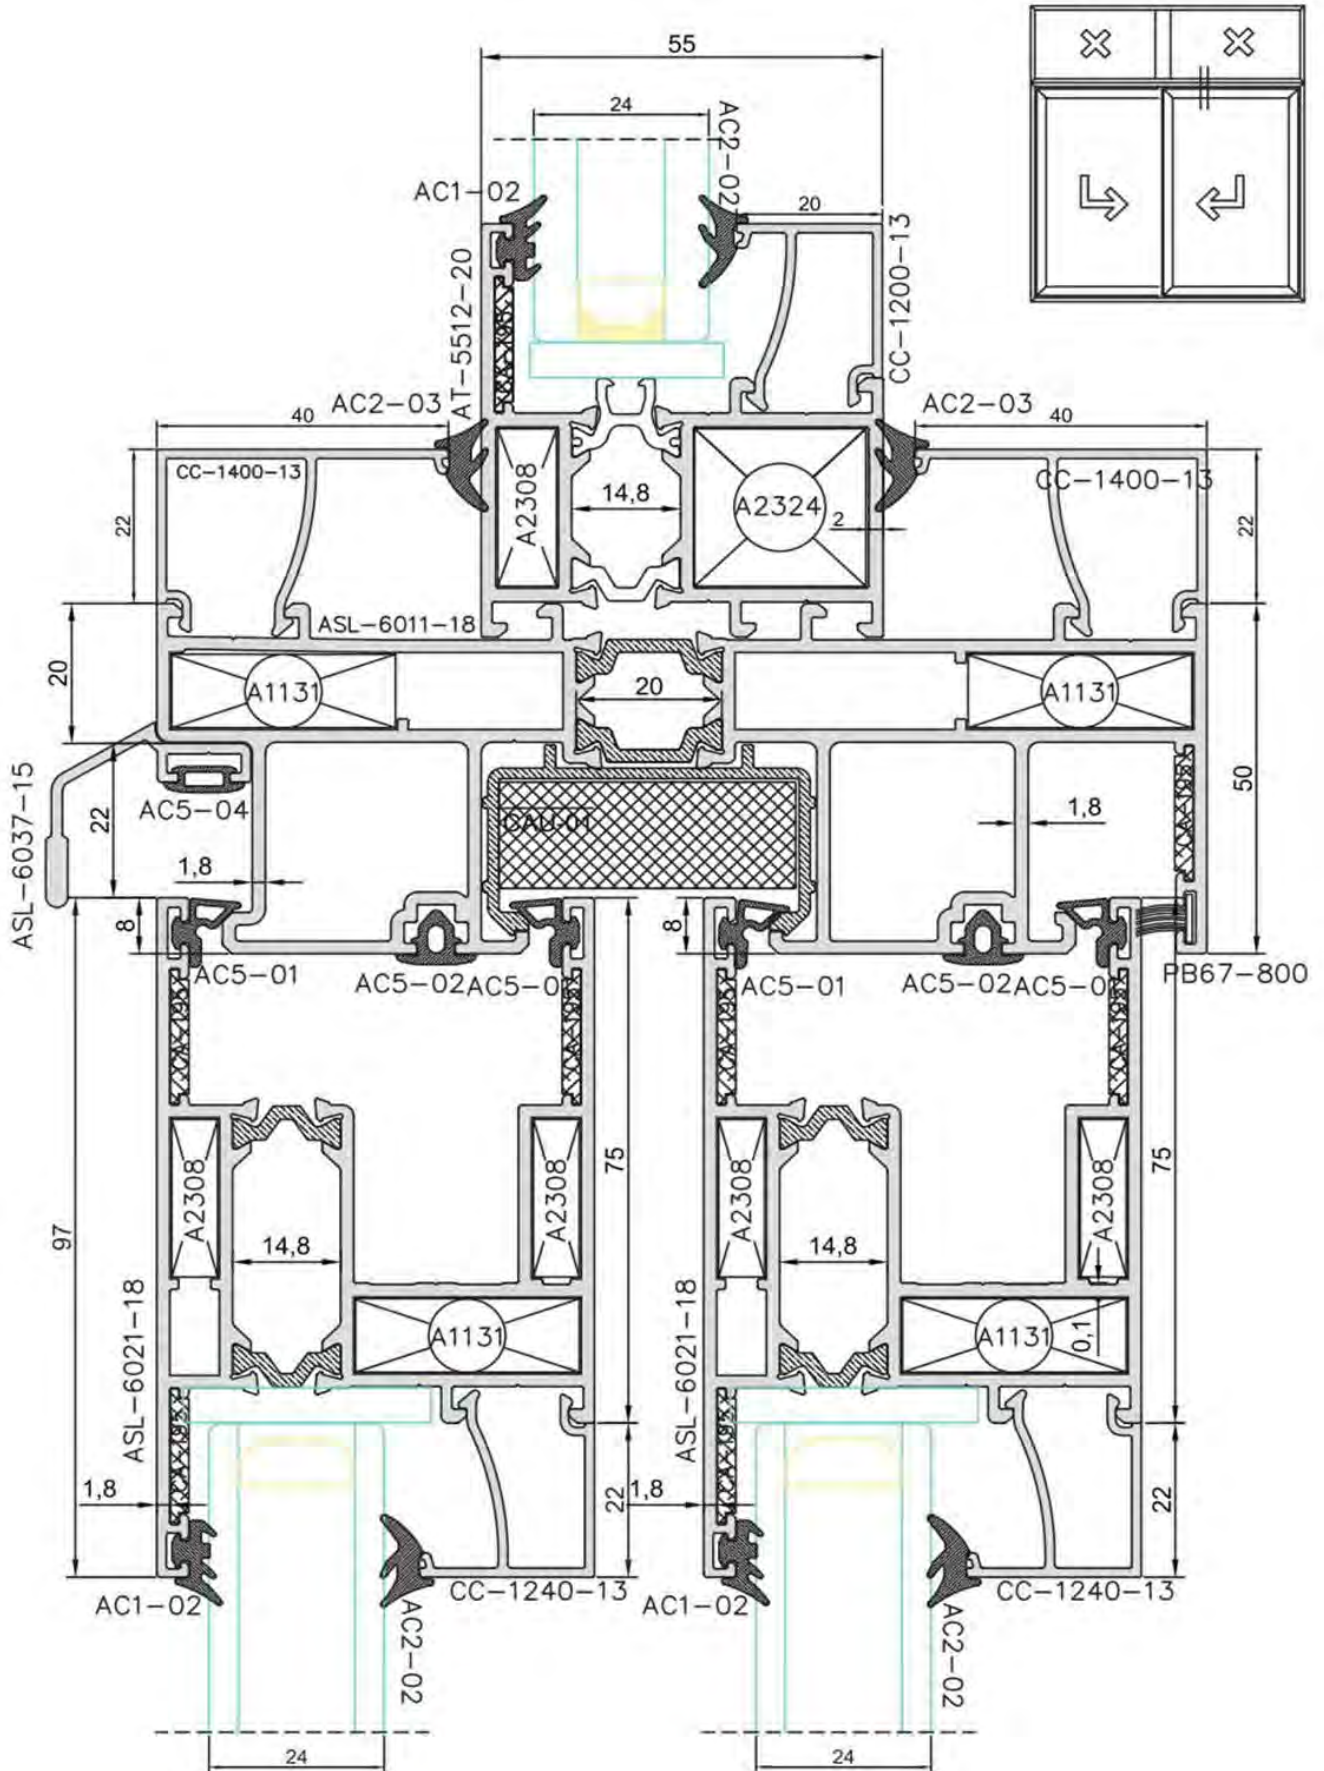 55
24
AC2-02
AC1-02
20
AT-5512-20
CC-1200-13
40
AC2-03
AC2-03
40
CC-1400-13
CC-1400-13
22
A2308
14,8
A2324
2
22
ASL-6011-18
20
A1131
20
A1131
ASL-6037-15
22
AC5-04
CAU-01
1,8
50
1,8
8
8
AC5-01
AC5-02
AC5-0
AC5-01
AC5-02
AC5-0
PB67-800
97
A2308
14,8
A2308
75
A2308
14,8
A2308
75
ASL-6021-18
A1131
ASL-6021-18
A1131
0,1
1,8
22
1,8
22
AC1-02
AC2-02
CC-1240-13
AC1-02
AC2-02
CC-1240-13
24
24